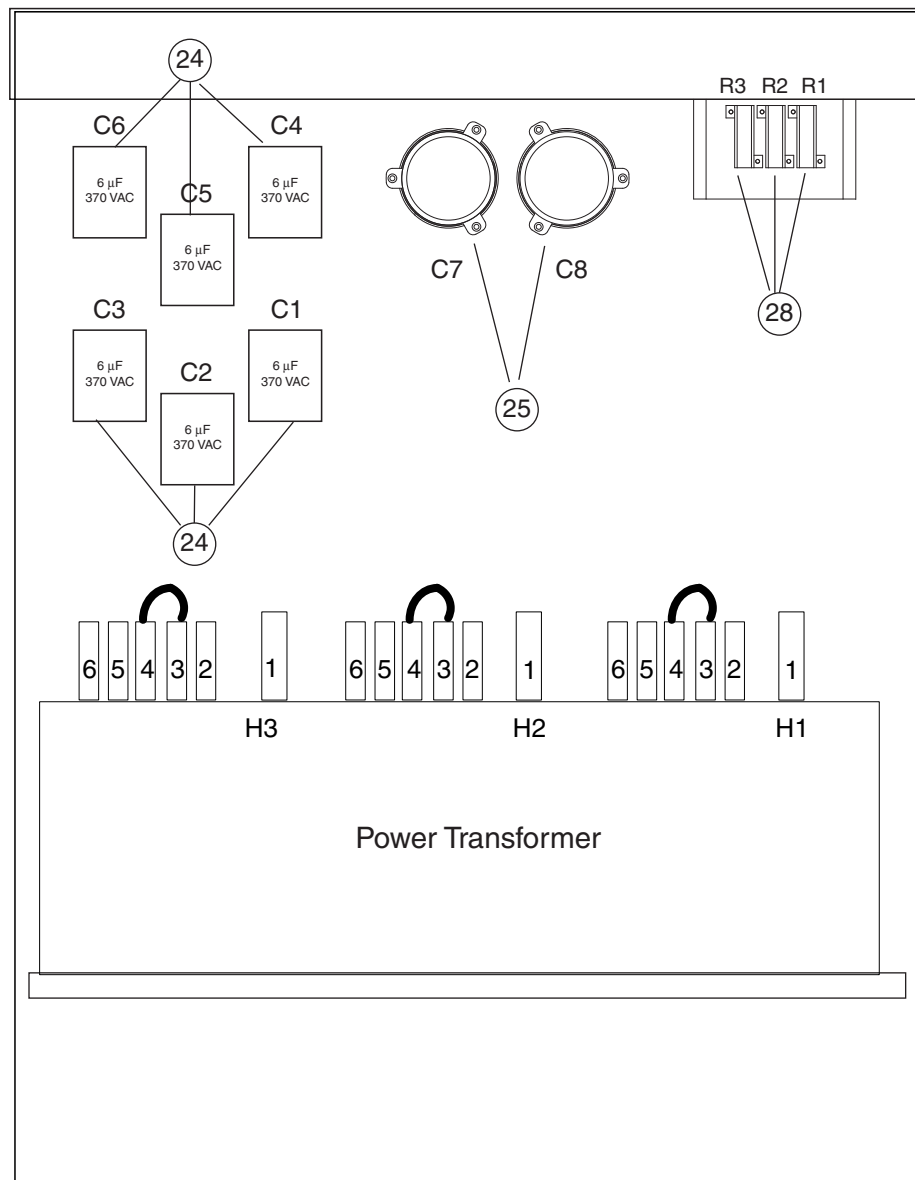 24
R3 R2 R1
C6 C4
6 µF
370 VAC
6 µF
370 VAC
C5
6 µF
370 VAC
C7 C8
C3 C1
28
6 µF
370 VAC
6 µF
370 VAC
C2
6 µF
370 VAC
25
24
6 5 4 3 2 1 6 5 4 3 2 1 6 5 4 3 2 1
H3 H2 H1
Power Transformer